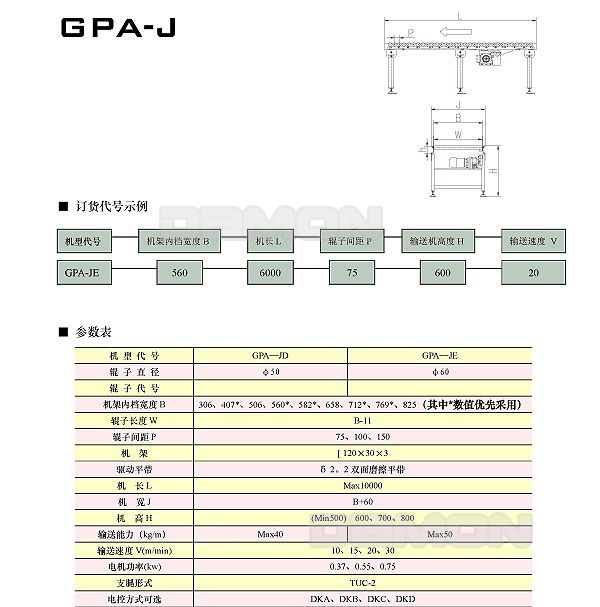 GPA-J
L
P
J
B
W
h
H
■ 订货代号示例
DAMON
机型代号 机架内档宽度 B 机长 L 辊子间距 P 输送机高度 H 输送速度 V
GPA-JE 560 6000 75 600 20
■ 参数表
机 型 代 号 GPA—JD GPA—JE
辊 子 直 径 φ50 φ60
辊 子 代 号
机架内档宽度 B 306、407*、506、560*、582*、658、712*、769*、825 (其中*数值优先采用)
辊子长度 W B-11
辊子间距 P 75、100、150
机 架 [ 120×30×3
驱动平带 δ 2。2 双面磨擦平带
机 长 L Max10000
机 宽 J B+60
机 高 H (Min500) 600、700、800
DAMON
输送能力 (kg/m) Max40 Max50
输送速度 V(m/min) 10、15、20、30
电机功率(kw) 0.37、0.55、0.75
支腿形式 TUC-2
电控方式可选 DKA、DKB、DKC、DKD